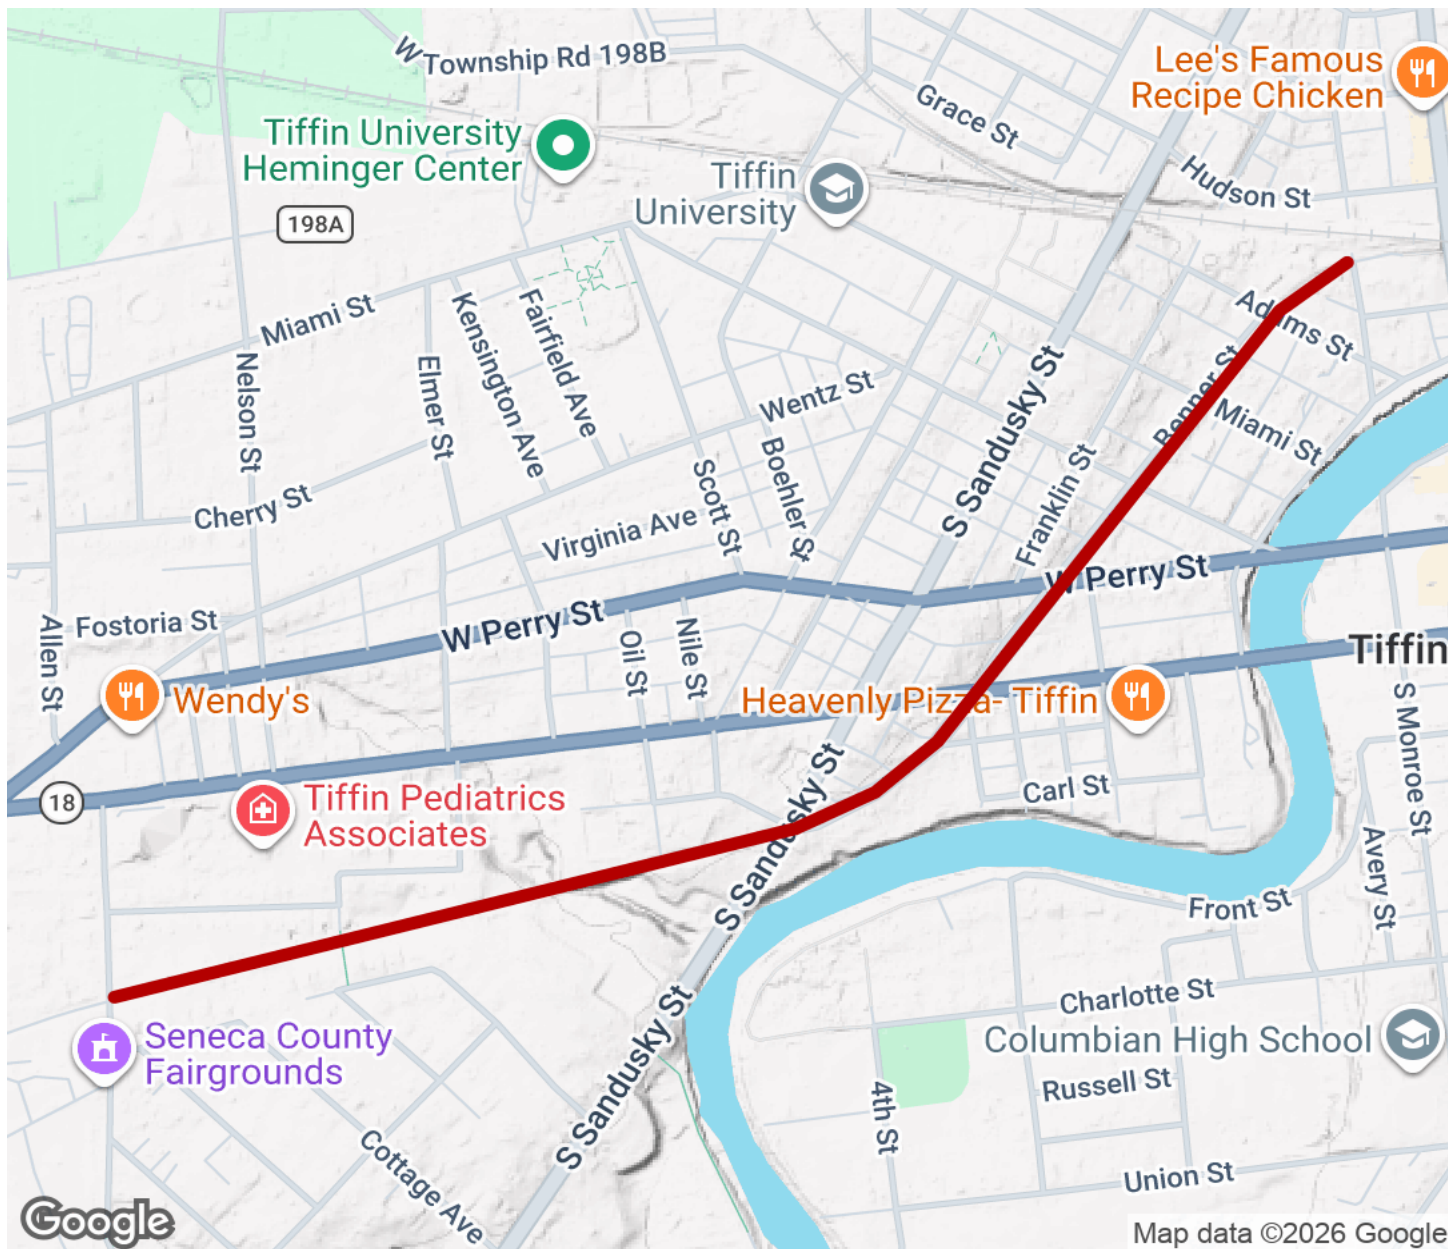 W Township Rd 198B
Lee's Famous
Recipe Chicken
Grace St
Tiffin University
Heminger Center
Tiffin
University
Hudson St
198A
Miami St
Adams St
Kensington Ave
Fairfield Ave
Nelson St
Elmer St
Wentz St
S Sandusky St
Benner St
Miami St
Boehler St
Scott St
Franklin St
Cherry St
Virginia Ave
W Perry St
Fostoria St
Allen St
W Perry St
Oil St
Nile St
Tiffin
Wendy's
Heavenly Pizza- Tiffin
S Monroe St
18
Tiffin Pediatrics
Associates
Carl St
S Sandusky St
Avery St
Front St
Seneca County
Fairgrounds
S Sandusky St
Charlotte St
Columbian High School
Russell St
4th St
Cottage Ave
Union St
Google
Map data ©2026 Google